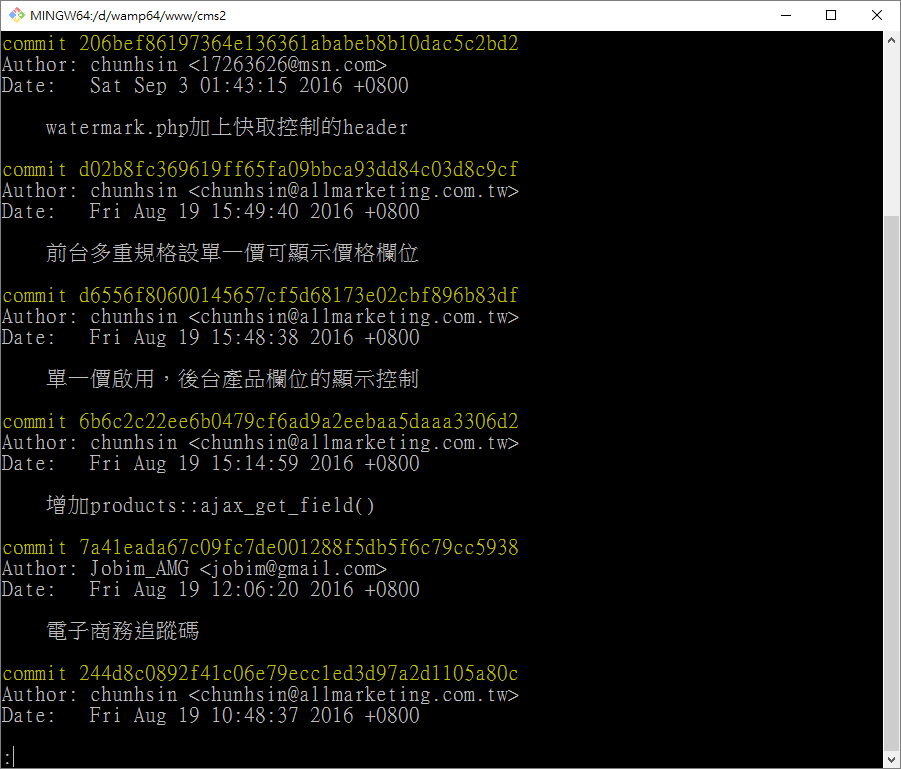 MINGW64:/d/wamp64/www/cms2
commit 206bef86197364e136361ababeb8b10dac5c2bd2
Author: chunhsin <17263626@msn.com>
Date:   Sat Sep 3 01:43:15 2016 +0800
watermark.php加上快取控制的header
commit d02b8fc369619ff65fa09bbca93dd84c03d8c9cf
Author: chunhsin <chunhsin@allmarketing.com.tw>
Date:   Fri Aug 19 15:49:40 2016 +0800
前台多重規格設單一價可顯示價格欄位
commit d6556f80600145657cf5d68173e02cbf896b83df
Author: chunhsin <chunhsin@allmarketing.com.tw>
Date:   Fri Aug 19 15:48:38 2016 +0800
單一價啟用，後台產品欄位的顯示控制
commit 6b6c2c22ee6b0479cf6ad9a2eebaa5daaa3306d2
Author: chunhsin <chunhsin@allmarketing.com.tw>
Date:   Fri Aug 19 15:14:59 2016 +0800
增加products::ajax_get_field()
commit 7a41eada67c09fc7de001288f5db5f6c79cc5938
Author: Jobim_AMG <jobim@gmail.com>
Date:   Fri Aug 19 12:06:20 2016 +0800
電子商務追蹤碼
commit 244d8c0892f41c06e79ecc1ed3d97a2d1105a80c
Author: chunhsin <chunhsin@allmarketing.com.tw>
Date:   Fri Aug 19 10:48:37 2016 +0800
: